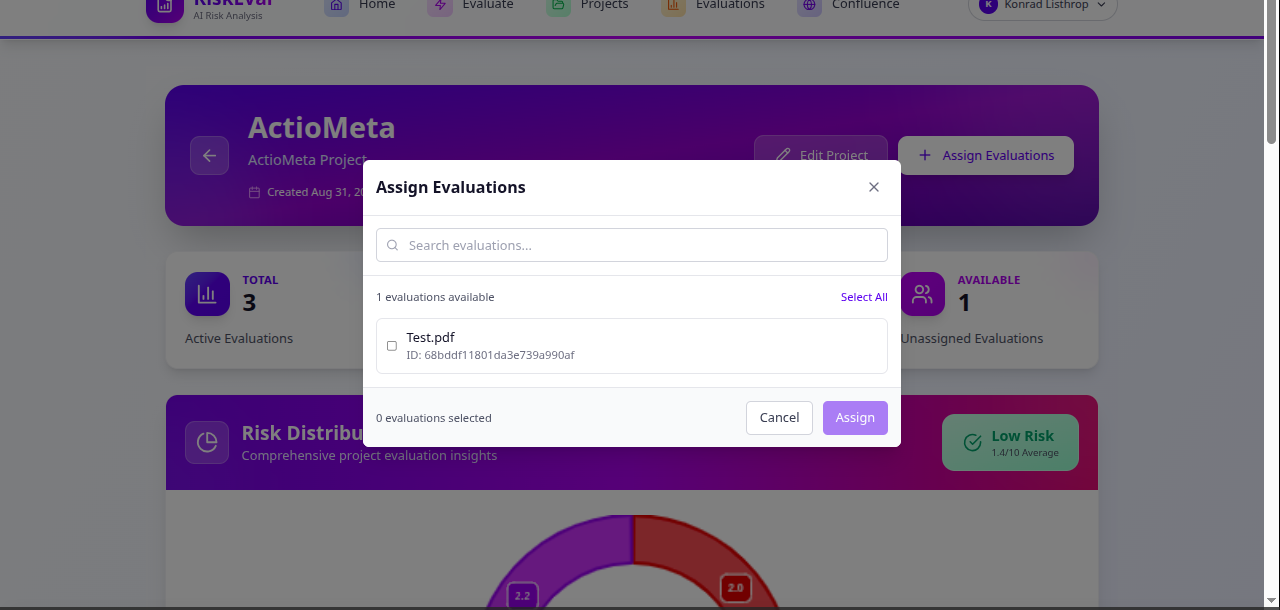 RiskEval
AI Risk Analysis
Home
Evaluate
Projects
Evaluations
Confluence
K
Konrad Listhrop
ActioMeta
ActioMeta Project
Created Aug 31, 20
Edit Project
Assign Evaluations
Assign Evaluations
Search evaluations...
1 evaluations available
Select All
Test.pdf
ID: 68bddf11801da3e739a990af
0 evaluations selected
Cancel
Assign
TOTAL
3
Active Evaluations
AVAILABLE
1
Unassigned Evaluations
Risk Distribu
Comprehensive project evaluation insights
Low Risk
1.4/10 Average
2.2
2.0